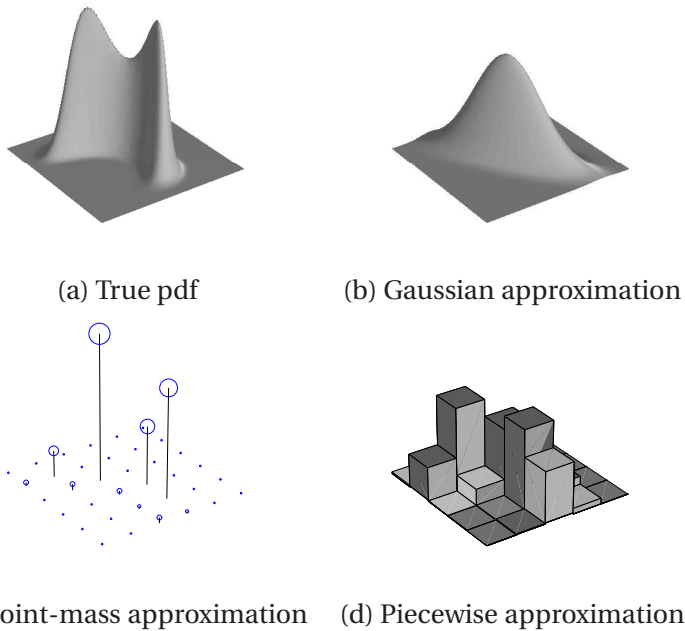 (a) True pdf
(b) Gaussian approximation
oint-mass approximation
(d) Piecewise approximation